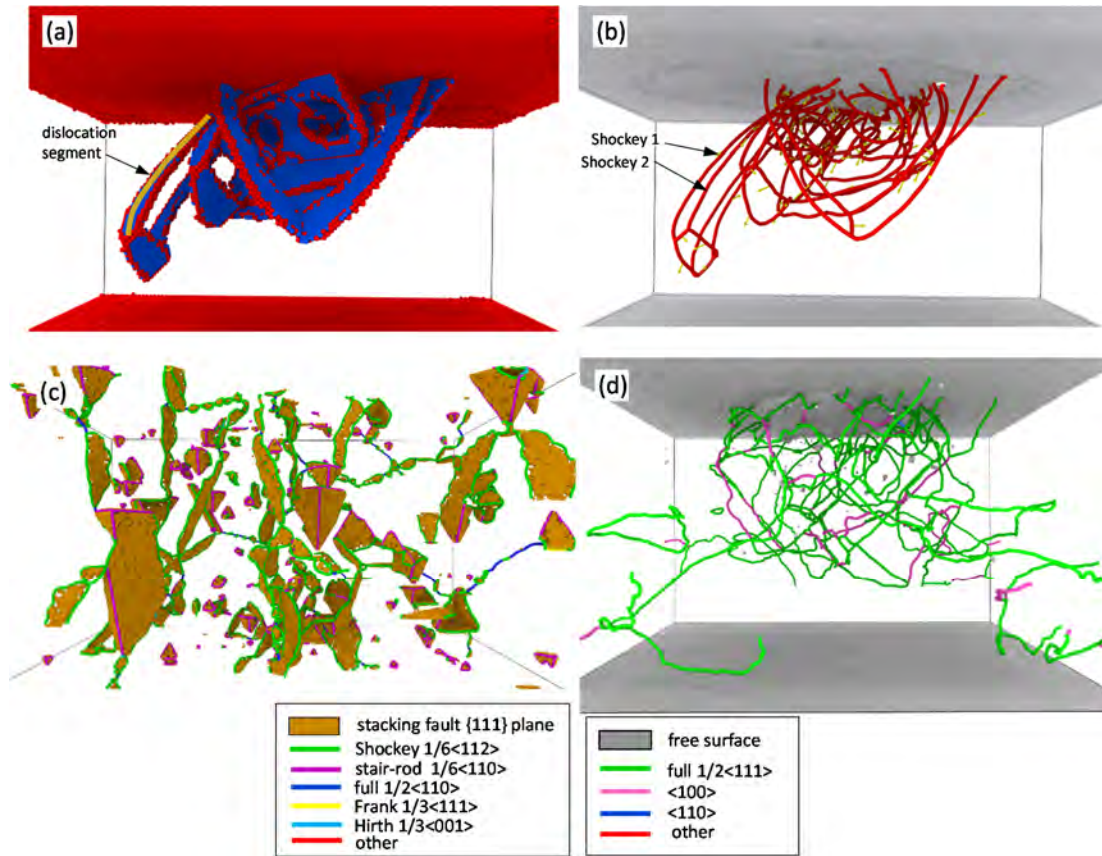 (a)
dislocation
segment
(b)
Shockey 1
Shockey 2
(c)
(d)
stacking fault {111} plane
Shockey 1/6<112>
stair-rod 1/6<110>
full 1/2<110>
Frank 1/3<111>
Hirth 1/3<001>
other
free surface
full 1/2<111>
<100>
<110>
other